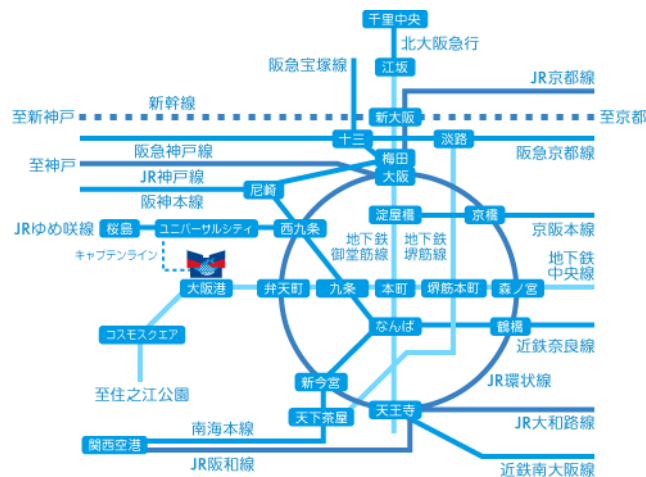 千里中央
北大阪急行
阪急宝塚線
江坂
JR京都線
新幹線
至新神戸
新大阪
至京都
十三
淡路
阪急神戸線
梅田
阪急京都線
至神戸
JR神戸線
大阪
尼崎
阪神本線
淀屋橋
京橋
JRゆめ咲線
桜島
ユニバーサルシティ
西九条
京阪本線
地下鉄
御堂筋線
地下鉄
堺筋線
キャプテンライン
地下鉄
中央線
大阪港
弁天町
九条
本町
堺筋本町
森ノ宮
コスモスクエア
なんば
鶴橋
近鉄奈良線
至住之江公園
新今宮
JR環状線
天下茶屋
天王寺
JR大和路線
南海本線
関西空港
JR阪和線
近鉄南大阪線